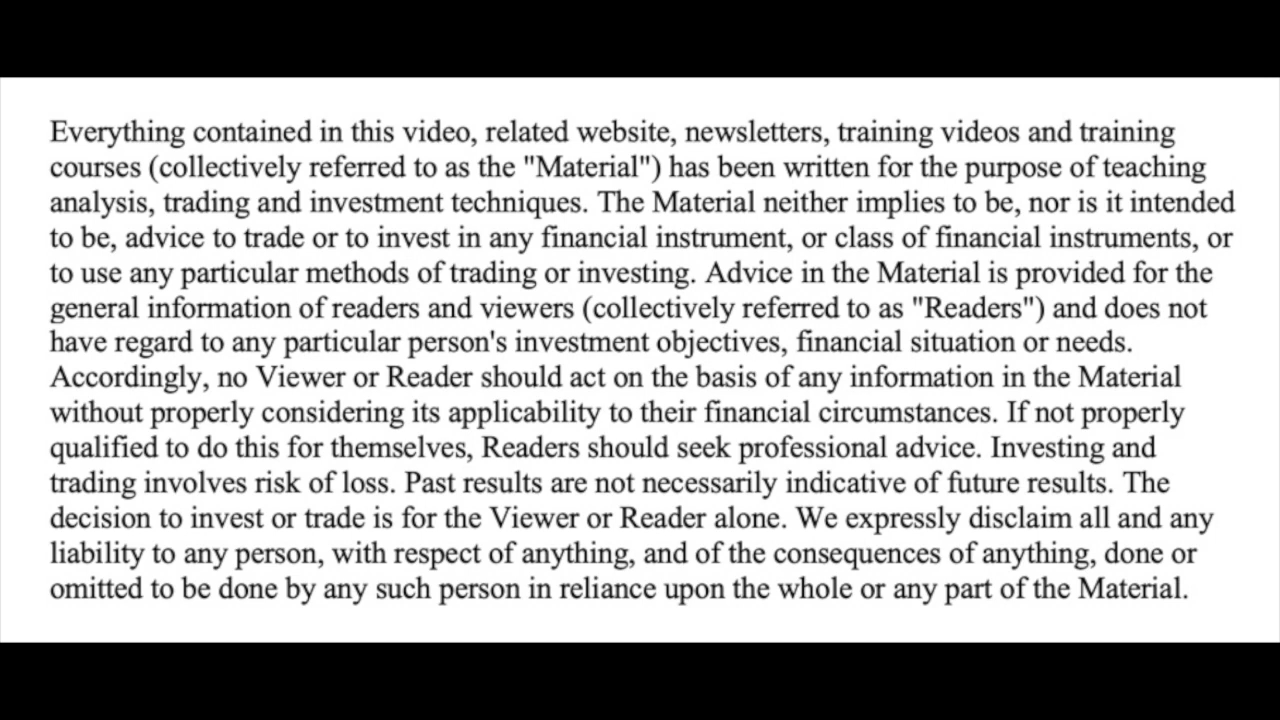 Everything contained in this video, related website, newsletters, training videos and training
courses (collectively referred to as the "Material") has been written for the purpose of teaching
analysis, trading and investment techniques. The Material neither implies to be, nor is it intended
to be, advice to trade or to invest in any financial instrument, or class of financial instruments, or
to use any particular methods of trading or investing. Advice in the Material is provided for the
general information of readers and viewers (collectively referred to as "Readers") and does not
have regard to any particular person's investment objectives, financial situation or needs.
Accordingly, no Viewer or Reader should act on the basis of any information in the Material
without properly considering its applicability to their financial circumstances. If not properly
qualified to do this for themselves, Readers should seek professional advice. Investing and
trading involves risk of loss. Past results are not necessarily indicative of future results. The
decision to invest or trade is for the Viewer or Reader alone. We expressly disclaim all and any
liability to any person, with respect of anything, and of the consequences of anything, done or
omitted to be done by any such person in reliance upon the whole or any part of the Material.